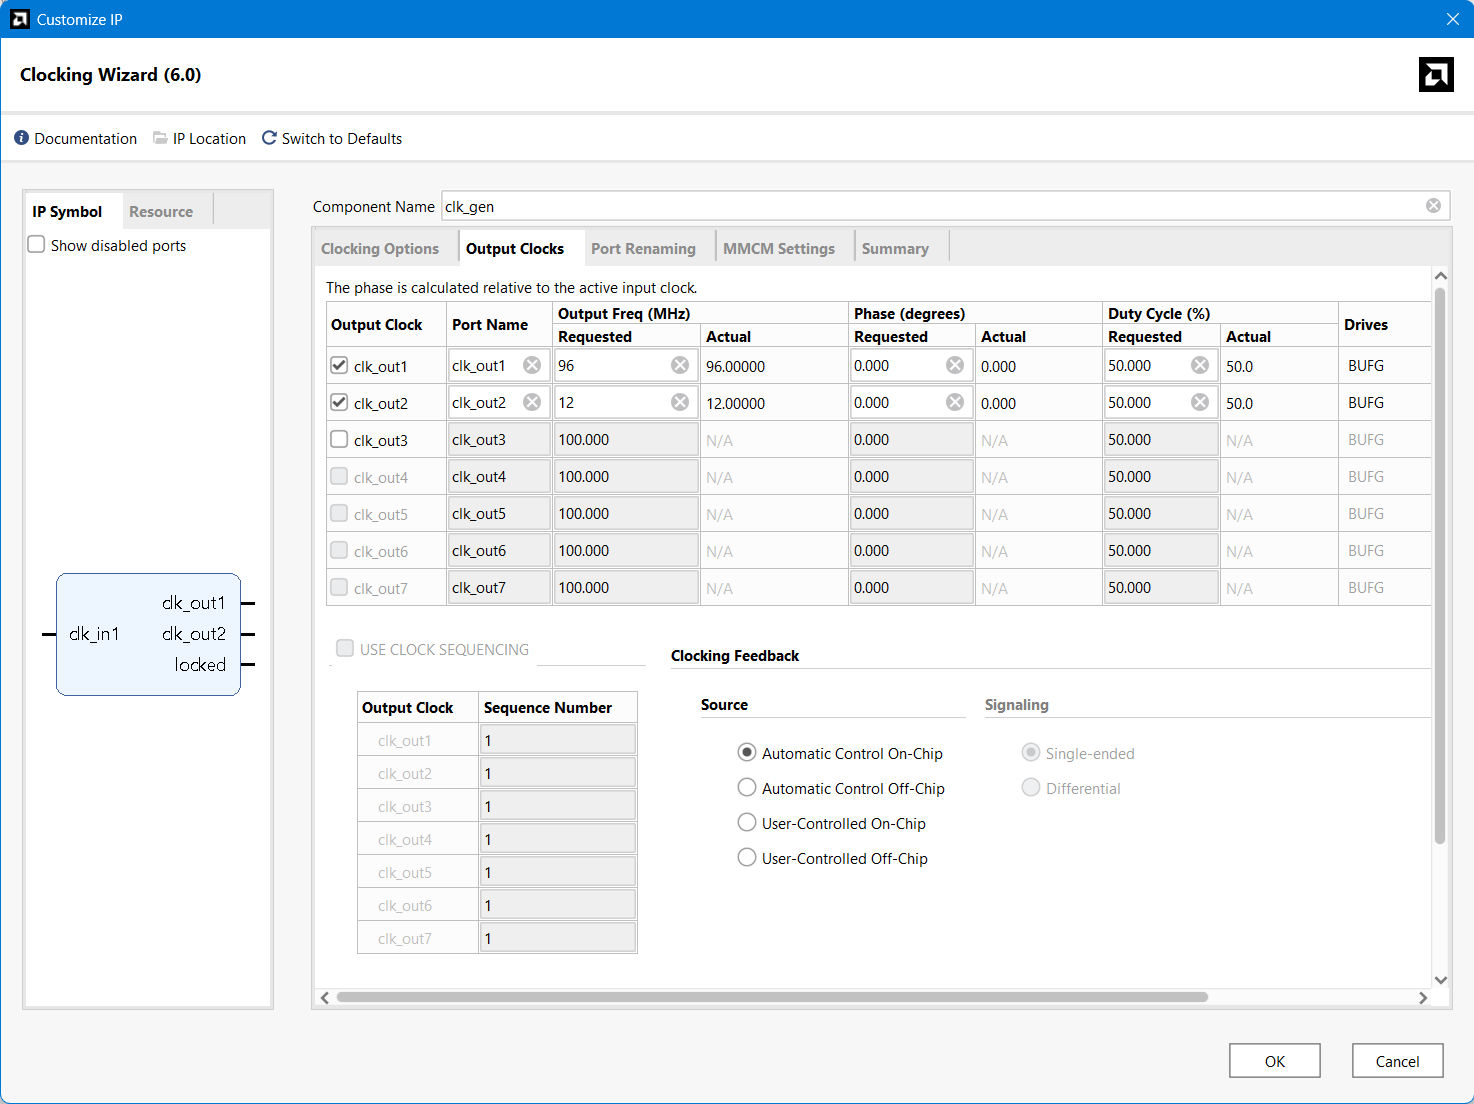 Customize IP
Clocking Wizard (6.0)
Documentation IP Location Switch to Defaults
IP Symbol Resource
Show disabled ports
clk_in1
clk_out1
clk_out2
locked
Component Name clk_gen
Clocking Options Output Clocks Port Renaming MMCM Settings Summary
The phase is calculated relative to the active input clock.
Output Clock Port Name Output Freq (MHz) Phase (degrees) Duty Cycle (%) Drives
Requested Actual Requested Actual Requested Actual
clk_out1 clk_out1 96 96.00000 0.000 0.000 50.000 50.0 BUFG
clk_out2 clk_out2 12 12.00000 0.000 0.000 50.000 50.0 BUFG
clk_out3 clk_out3 100.000 N/A 0.000 N/A 50.000 N/A BUFG
clk_out4 clk_out4 100.000 N/A 0.000 N/A 50.000 N/A BUFG
clk_out5 clk_out5 100.000 N/A 0.000 N/A 50.000 N/A BUFG
clk_out6 clk_out6 100.000 N/A 0.000 N/A 50.000 N/A BUFG
clk_out7 clk_out7 100.000 N/A 0.000 N/A 50.000 N/A BUFG
USE CLOCK SEQUENCING
Output Clock Sequence Number
clk_out1 1
clk_out2 1
clk_out3 1
clk_out4 1
clk_out5 1
clk_out6 1
clk_out7 1
Clocking Feedback
Source
Automatic Control On-Chip
Automatic Control Off-Chip
User-Controlled On-Chip
User-Controlled Off-Chip
Signaling
Single-ended
Differential
OK Cancel